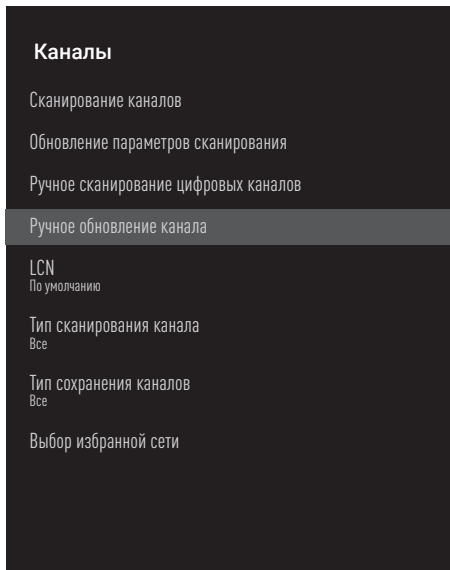 Каналы
Сканирование каналов
Обновление параметров сканирования
Ручное сканирование цифровых каналов
Ручное обновление канала
LCN
По умолчанию
Тип сканирования канала
Все
Тип сохранения каналов
Все
Выбор избранной сети